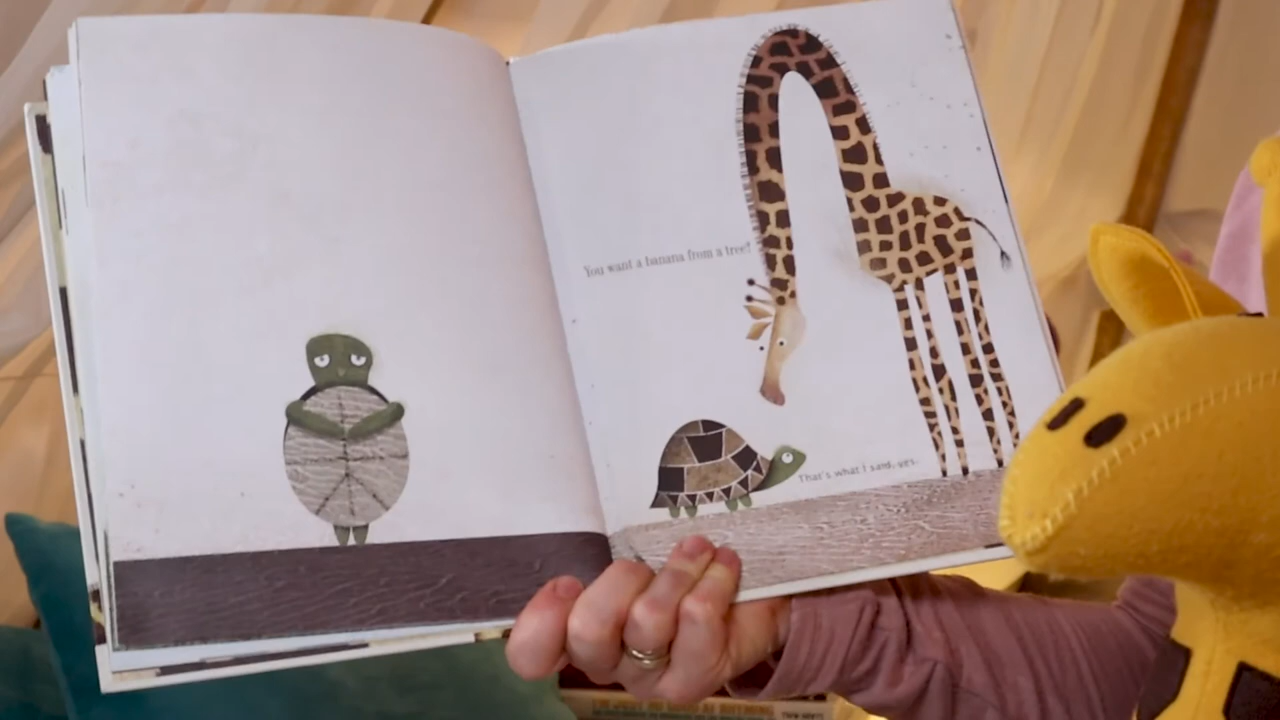 You want a banana from a tree?
That's what I said, yes.